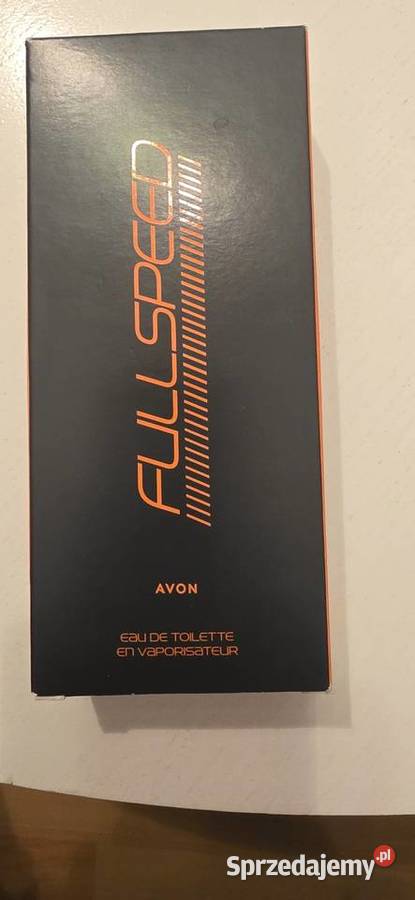 FULLSPEED
AVON
EAU DE TOILETTE
EN VAPORISATEUR
Sprzedajemy.pl